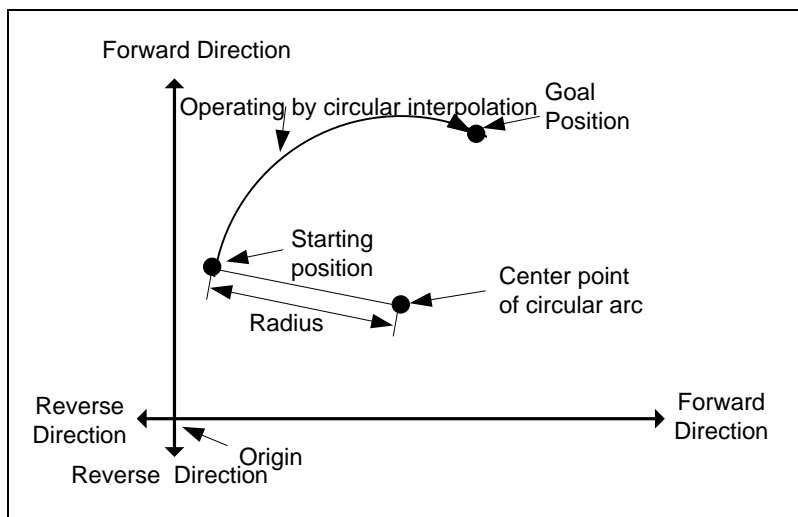 Forward Direction
Operating by circular interpolation
Goal
Position
Starting
position
Center point
of circular arc
Radius
Reverse
Direction
Forward
Direction
Origin
Reverse Direction